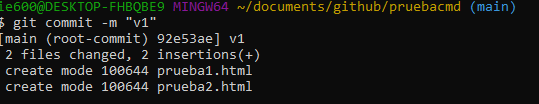 ie600@DESKTOP-FHBQBE9 MINGW64 ~/documents/github/pruebacmd (main)
$ git commit -m "v1"
[main (root-commit) 92e53ae] v1
 2 files changed, 2 insertions(+)
 create mode 100644 prueba1.html
 create mode 100644 prueba2.html